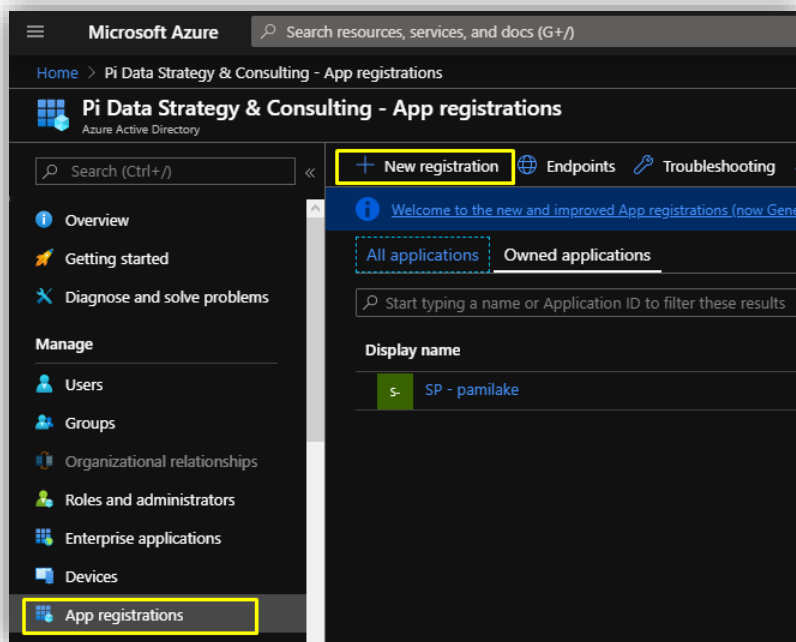 Microsoft Azure
Search resources, services, and docs (G+/)
Home > Pi Data Strategy & Consulting - App registrations
Pi Data Strategy & Consulting - App registrations
Azure Active Directory
Search (Ctrl+/)
«
Overview
Getting started
Diagnose and solve problems
Manage
Users
Groups
Organizational relationships
Roles and administrators
Enterprise applications
Devices
App registrations
+ New registration
Endpoints
Troubleshooting
Welcome to the new and improved App registrations (now Gene
All applications
Owned applications
Start typing a name or Application ID to filter these results
Display name
S-
SP - pamilake